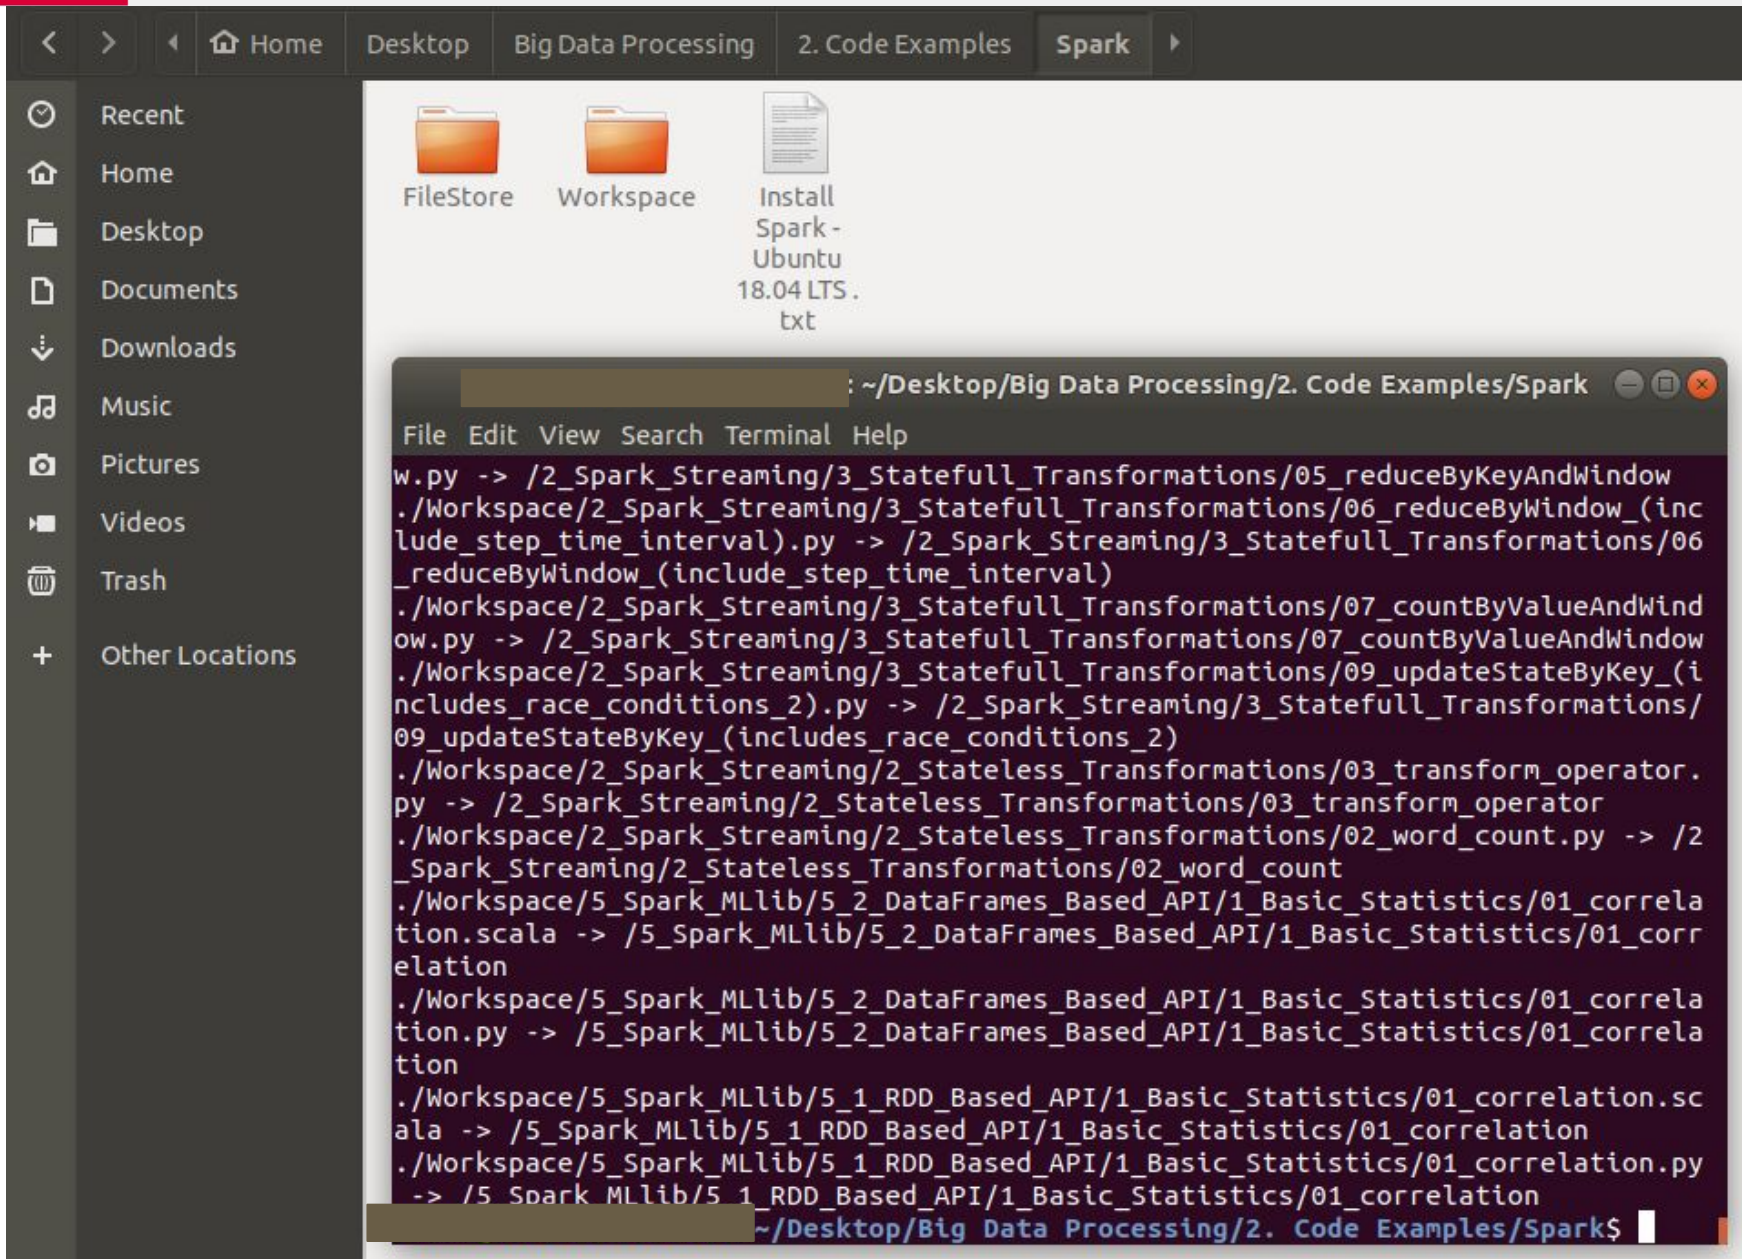 Home Desktop Big Data Processing 2. Code Examples Spark
Recent
Home
Desktop
Documents
Downloads
Music
Pictures
Videos
Trash
Other Locations
FileStore
Workspace
Install
Spark -
Ubuntu
18.04 LTS .
txt
: ~/Desktop/Big Data Processing/2. Code Examples/Spark
File Edit View Search Terminal Help
w.py -> /2_Spark_Streaming/3_Statefull_Transformations/05_reduceByKeyAndWindow
./Workspace/2_Spark_Streaming/3_Statefull_Transformations/06_reduceByWindow_(inc
lude_step_time_interval).py -> /2_Spark_Streaming/3_Statefull_Transformations/06
_reduceByWindow_(include_step_time_interval)
./Workspace/2_Spark_Streaming/3_Statefull_Transformations/07_countByValueAndWind
ow.py -> /2_Spark_Streaming/3_Statefull_Transformations/07_countByValueAndWindow
./Workspace/2_Spark_Streaming/3_Statefull_Transformations/09_updateStateByKey_(i
ncludes_race_conditions_2).py -> /2_Spark_Streaming/3_Statefull_Transformations/
09_updateStateByKey_(includes_race_conditions_2)
./Workspace/2_Spark_Streaming/2_Stateless_Transformations/03_transform_operator.
py -> /2_Spark_Streaming/2_Stateless_Transformations/03_transform_operator
./Workspace/2_Spark_Streaming/2_Stateless_Transformations/02_word_count.py -> /2
_Spark_Streaming/2_Stateless_Transformations/02_word_count
./Workspace/5_Spark_MLlib/5_2_DataFrames_Based_API/1_Basic_Statistics/01_correla
tion.scala -> /5_Spark_MLlib/5_2_DataFrames_Based_API/1_Basic_Statistics/01_corr
elation
./Workspace/5_Spark_MLlib/5_2_DataFrames_Based_API/1_Basic_Statistics/01_correla
tion.py -> /5_Spark_MLlib/5_2_DataFrames_Based_API/1_Basic_Statistics/01_correla
tion
./Workspace/5_Spark_MLlib/5_1_RDD_Based_API/1_Basic_Statistics/01_correlation.sc
ala -> /5_Spark_MLlib/5_1_RDD_Based_API/1_Basic_Statistics/01_correlation
./Workspace/5_Spark_MLlib/5_1_RDD_Based_API/1_Basic_Statistics/01_correlation.py
-> /5_Spark_MLlib/5_1_RDD_Based_API/1_Basic_Statistics/01_correlation
~/Desktop/Big Data Processing/2. Code Examples/Spark$